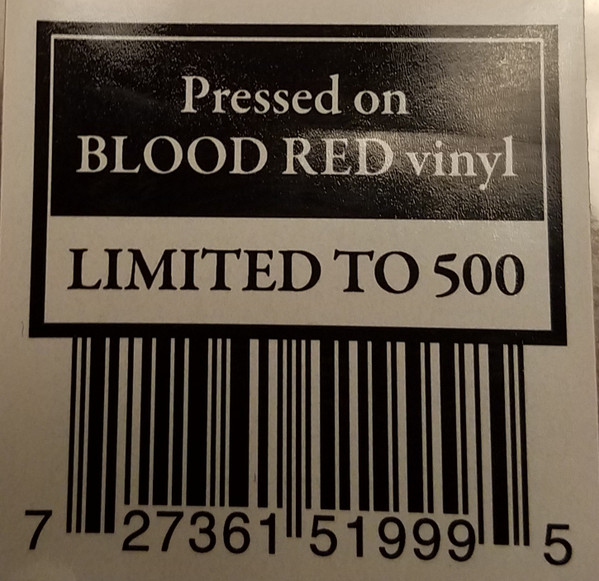 Pressed on
BLOOD RED vinyl
LIMITED TO 500
7 27361 51999 5